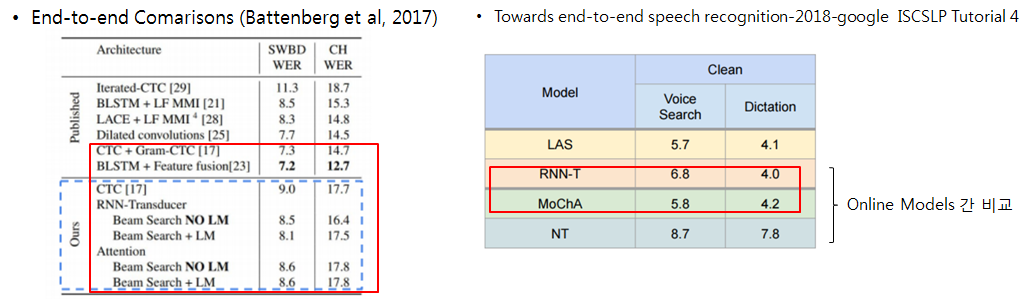 • End-to-end Comarisons (Battenberg et al, 2017)
Architecture SWBD WER CH WER
Published
Iterated-CTC [29] 11.3 18.7
BLSTM + LF MMI [21] 8.5 15.3
LACE + LF MMI 4 [28] 8.3 14.8
Dilated convolutions [25] 7.7 14.5
CTC + Gram-CTC [17] 7.3 14.7
BLSTM + Feature fusion[23] 7.2 12.7
Ours
CTC [17] 9.0 17.7
RNN-Transducer
Beam Search NO LM 8.5 16.4
Beam Search + LM 8.1 17.5
Attention
Beam Search NO LM 8.6 17.8
Beam Search + LM 8.6 17.8
• Towards end-to-end speech recognition-2018-google ISCSLP Tutorial 4
Model Clean
Voice Search Dictation
LAS 5.7 4.1
RNN-T 6.8 4.0
MoChA 5.8 4.2
NT 8.7 7.8
Online Models 간 비교